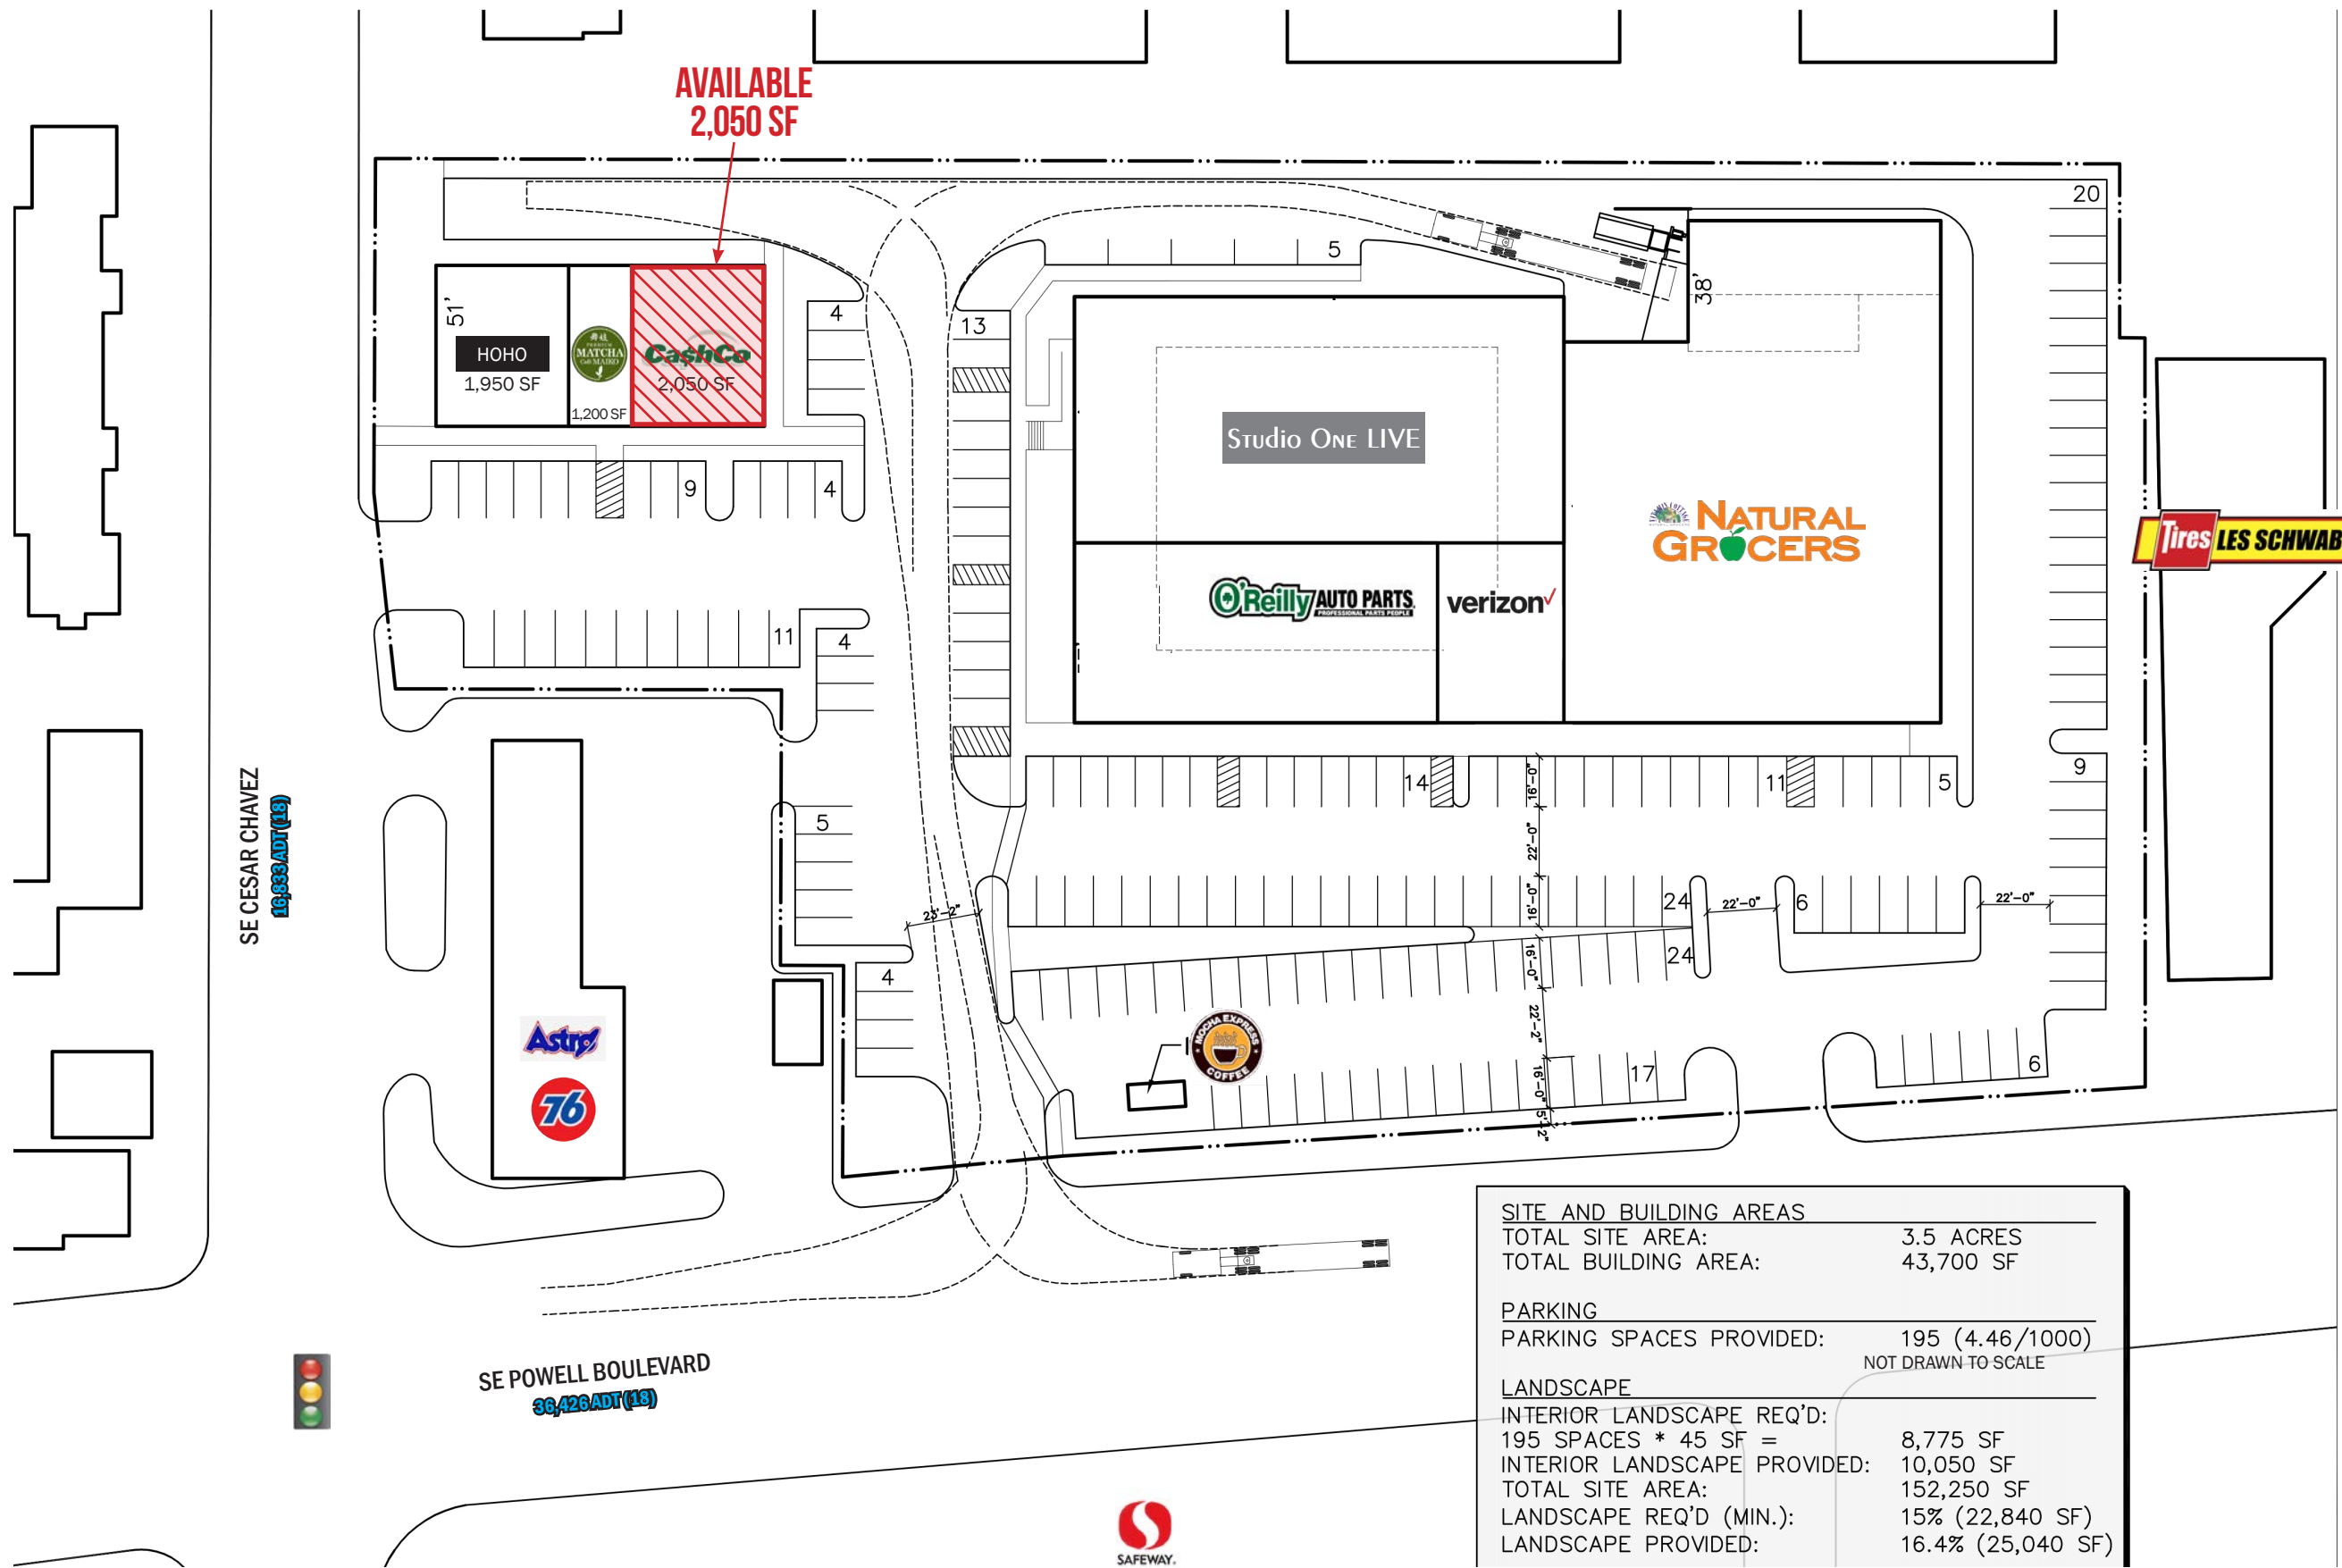 AVAILABLE
2,050 SF
20
5
38'
51'
4
13
HOHO
1,950 SF
PREMIUM
MATCHA
Café MAIKO
1,200 SF
CashCo
2,050 SF
Studio One LIVE
9
4
NATURAL
GROCERS
Tires LES SCHWAB
O'Reilly AUTO PARTS
PROFESSIONAL PARTS PEOPLE
verizon
11
4
9
14
11
5
16'-0"
5
22'-0"
SE CESAR CHAVEZ
16,833 ADT (18)
24
22'-0"
6
22'-0"
16'-0"
23'-2"
24
16'-0"
4
22'-2"
MOCHA EXPRESS
COFFEE
Astro
76
17
6
16'-0"
5'-2"
SITE AND BUILDING AREAS
TOTAL SITE AREA: 3.5 ACRES
TOTAL BUILDING AREA: 43,700 SF
PARKING
PARKING SPACES PROVIDED: 195 (4.46/1000)
NOT DRAWN TO SCALE
LANDSCAPE
INTERIOR LANDSCAPE REQ'D:
195 SPACES * 45 SF = 8,775 SF
INTERIOR LANDSCAPE PROVIDED: 10,050 SF
TOTAL SITE AREA: 152,250 SF
LANDSCAPE REQ'D (MIN.): 15% (22,840 SF)
LANDSCAPE PROVIDED: 16.4% (25,040 SF)
SE POWELL BOULEVARD
36,426 ADT (18)
SAFEWAY.